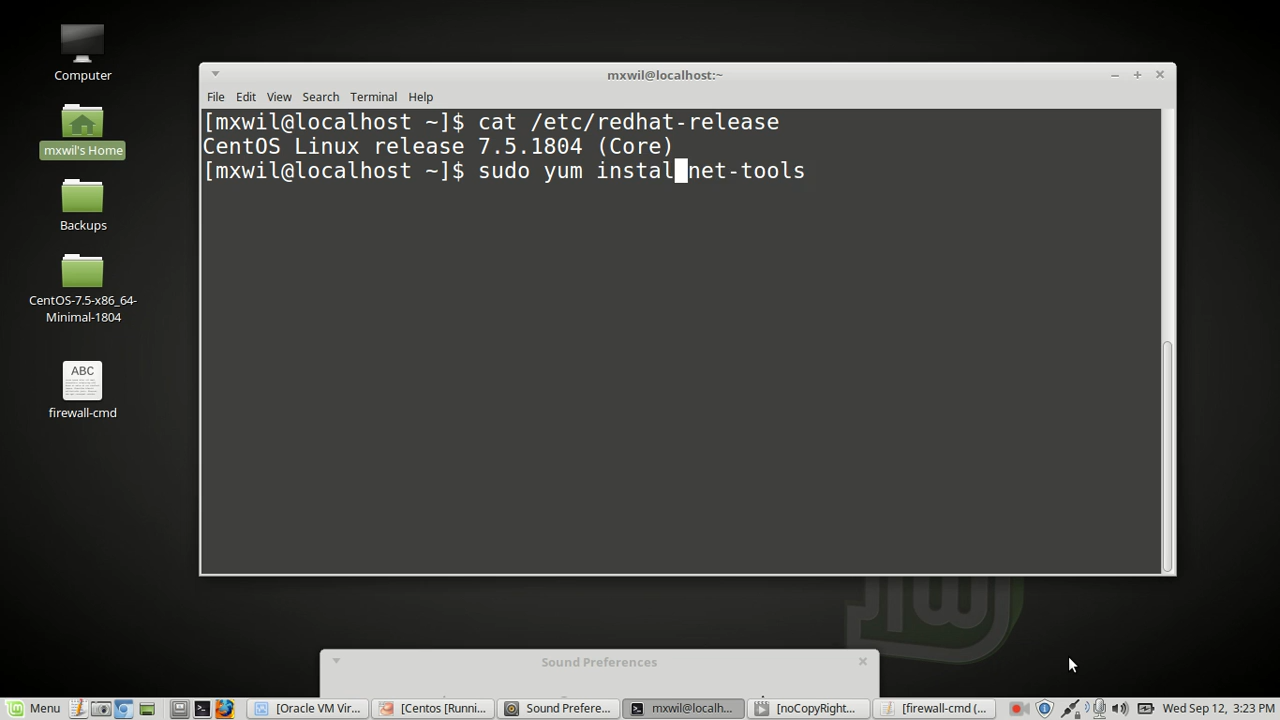 Computer
mxwil's Home
Backups
CentOS-7.5-x86_64-
Minimal-1804
ABC
firewall-cmd
mxwil@localhost:~
File Edit View Search Terminal Help
[mxwil@localhost ~]$ cat /etc/redhat-release
CentOS Linux release 7.5.1804 (Core)
[mxwil@localhost ~]$ sudo yum instal net-tools
Sound Preferences
Menu [Oracle VM Vir... [Centos [Runni... Sound Prefere... mxwil@localh... [noCopyRight... [firewall-cmd (... Wed Sep 12, 3:23 PM